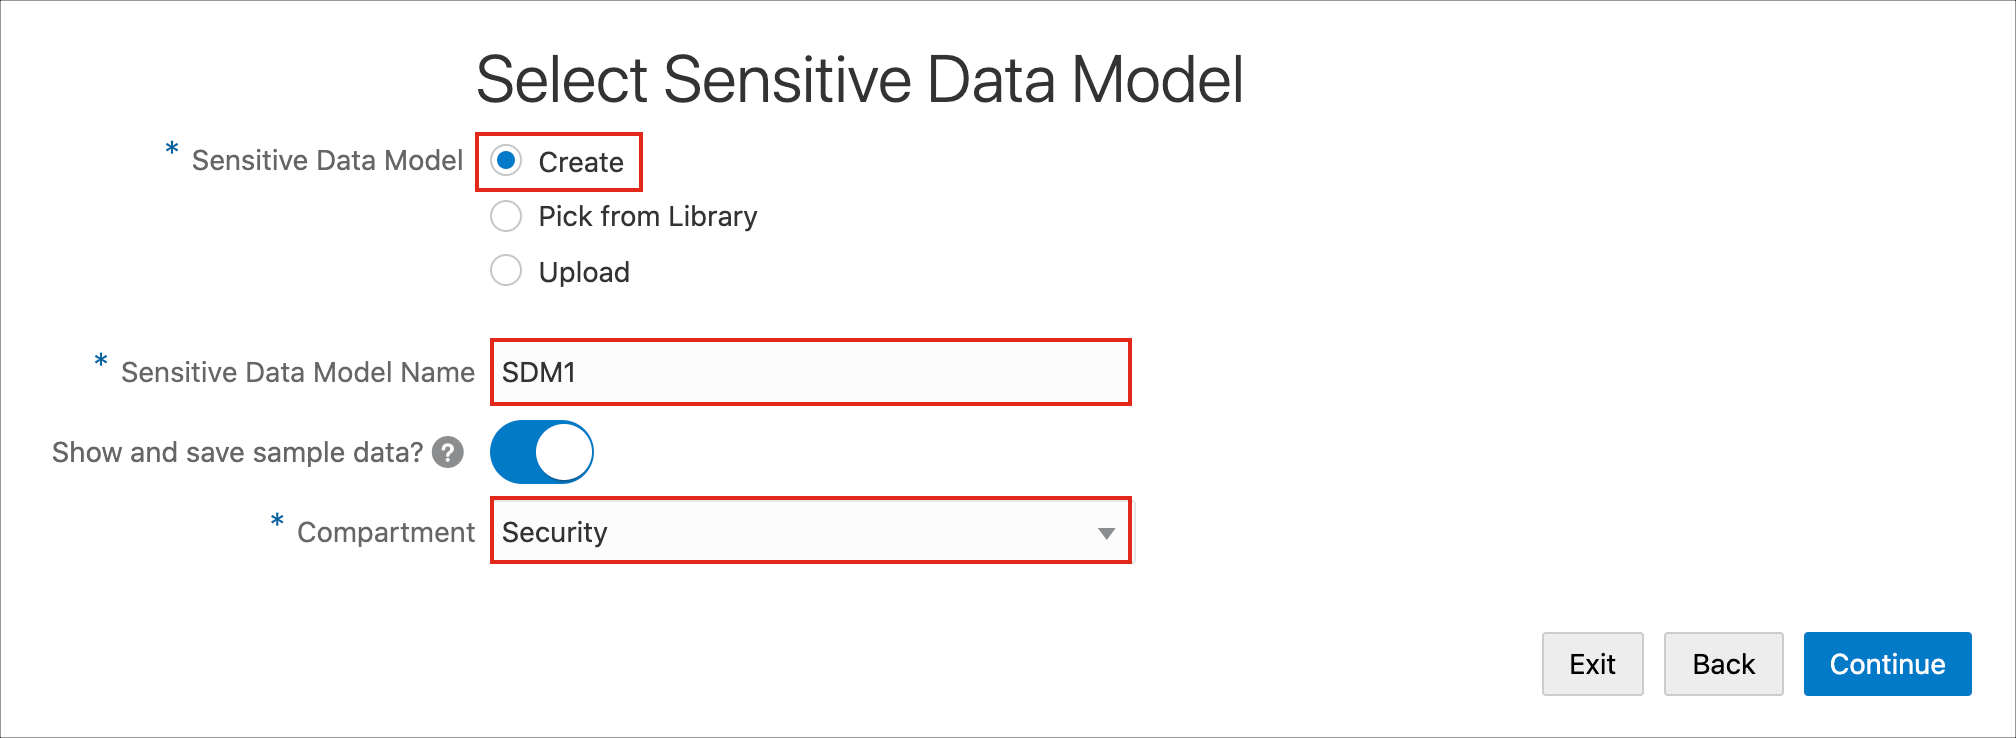 Select Sensitive Data Model
* Sensitive Data Model
Create
Pick from Library
Upload
* Sensitive Data Model Name SDM1
Show and save sample data? ?
* Compartment Security
Exit Back Continue